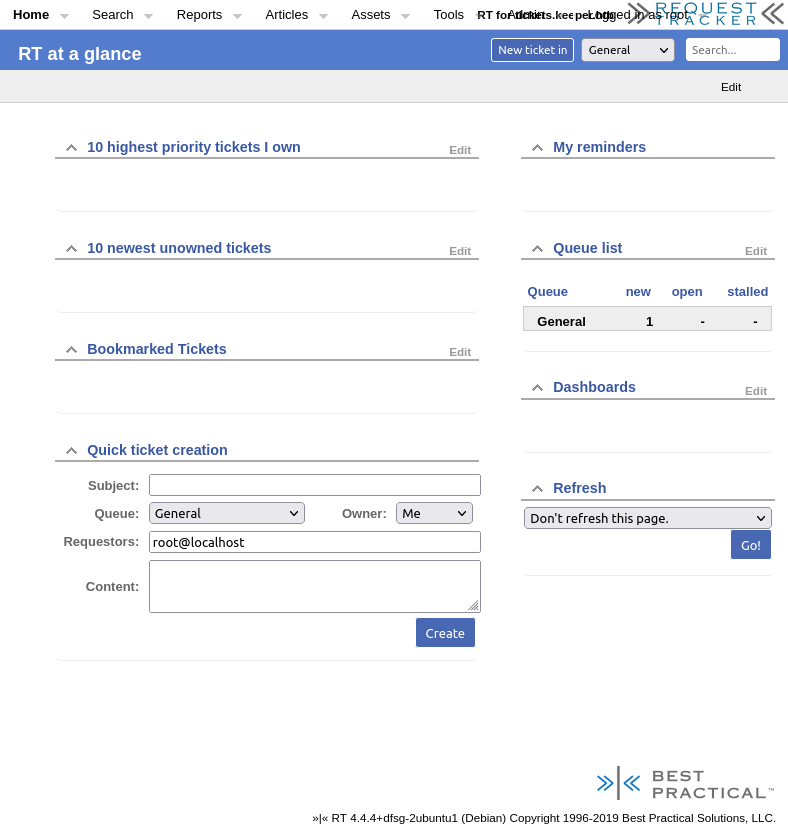 Home Search Reports Articles Assets Tools Admin Logged in as root
RT for tickets.keeper.htb
REQUEST
TRACKER
RT at a glance
New ticket in General Search...
Edit
10 highest priority tickets I own Edit
My reminders
10 newest unowned tickets Edit
Queue list Edit
Queue new open stalled
General 1 - -
Bookmarked Tickets Edit
Dashboards Edit
Quick ticket creation
Subject:
Queue: General Owner: Me
Requestors: root@localhost
Content:
Create
Refresh
Don't refresh this page.
Go!
BEST
PRACTICAL™
»|« RT 4.4.4+dfsg-2ubuntu1 (Debian) Copyright 1996-2019 Best Practical Solutions, LLC.